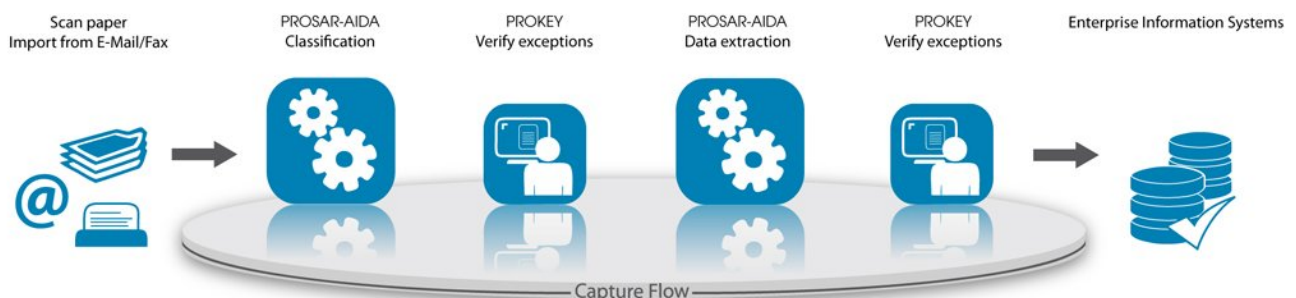 Scan paper
Import from E-Mail/Fax
PROSAR-AIDA
Classification
PROKEY
Verify exceptions
PROSAR-AIDA
Data extraction
PROKEY
Verify exceptions
Enterprise Information Systems
@
Capture Flow